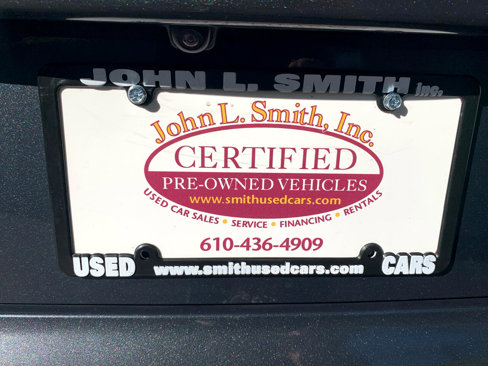 JOHN L. SMITH inc.
John L. Smith, Inc.
CERTIFIED
PRE-OWNED VEHICLES
www.smithusedcars.com
USED CAR SALES • SERVICE • FINANCING • RENTALS
610-436-4909
USED www.smithusedcars.com CARS